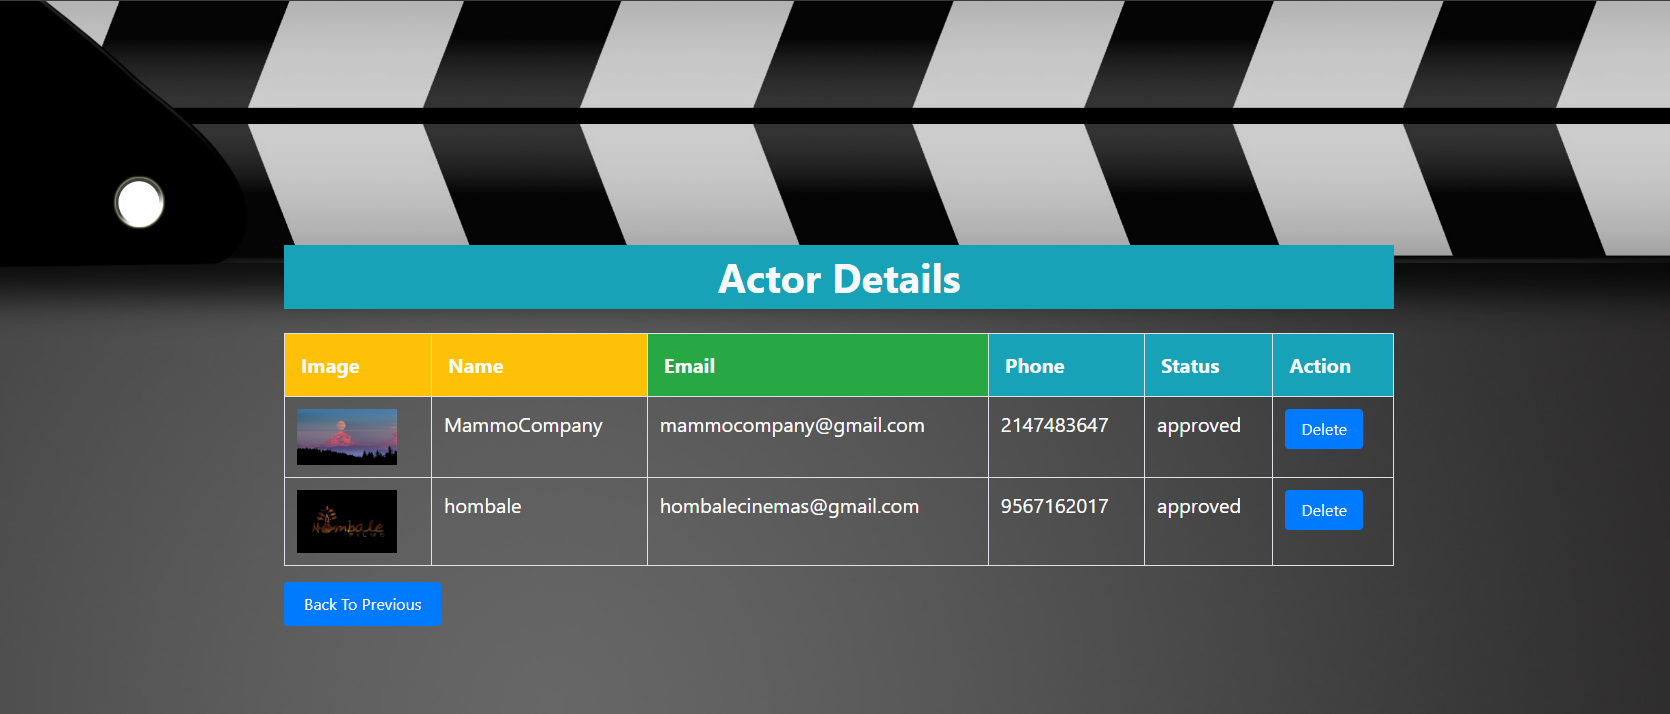 Actor Details
Image Name Email Phone Status Action
MammoCompany mammocompany@gmail.com 2147483647 approved Delete
Hombale
FILMS
hombale hombalecinemas@gmail.com 9567162017 approved Delete
Back To Previous